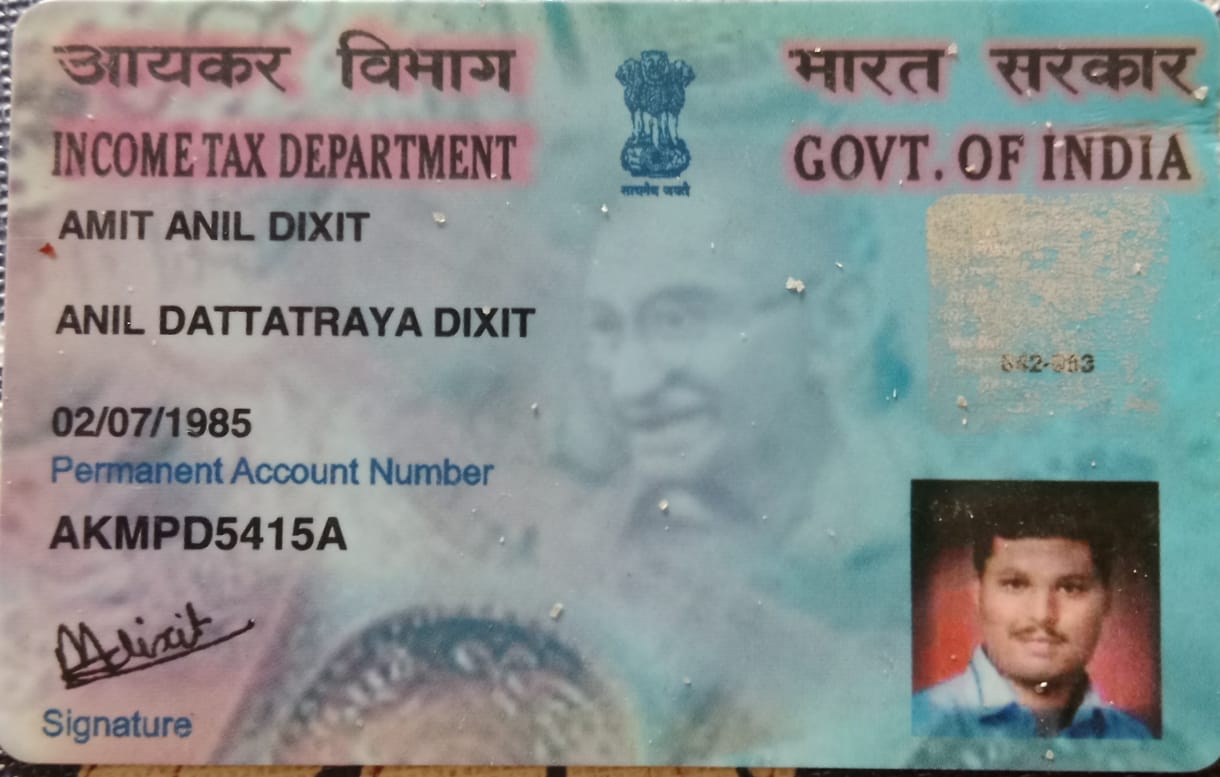 आयकर विभाग
भारत सरकार
INCOME TAX DEPARTMENT
GOVT. OF INDIA
AMIT ANIL DIXIT
ANIL DATTATRAYA DIXIT
02/07/1985
Permanent Account Number
AKMPD5415A
Signature